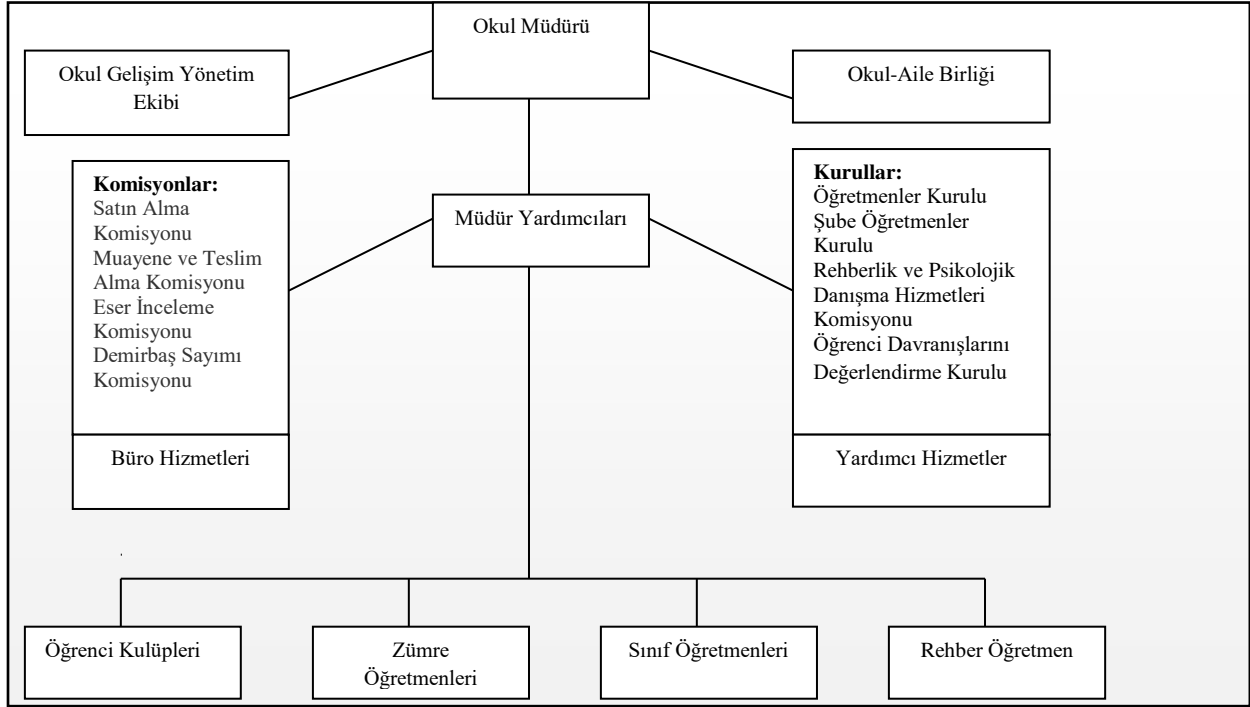 Okul Müdürü
Okul Gelişim Yönetim
Ekibi
Okul-Aile Birliği
Komisyonlar:
Satın Alma
Komisyonu
Muayene ve Teslim
Alma Komisyonu
Eser İnceleme
Komisyonu
Demirbaş Sayımı
Komisyonu
Müdür Yardımcıları
Kurullar:
Öğretmenler Kurulu
Şube Öğretmenler
Kurulu
Rehberlik ve Psikolojik
Danışma Hizmetleri
Komisyonu
Öğrenci Davranışlarını
Değerlendirme Kurulu
Büro Hizmetleri
Yardımcı Hizmetler
Öğrenci Kulüpleri
Zümre
Öğretmenleri
Sınıf Öğretmenleri
Rehber Öğretmen